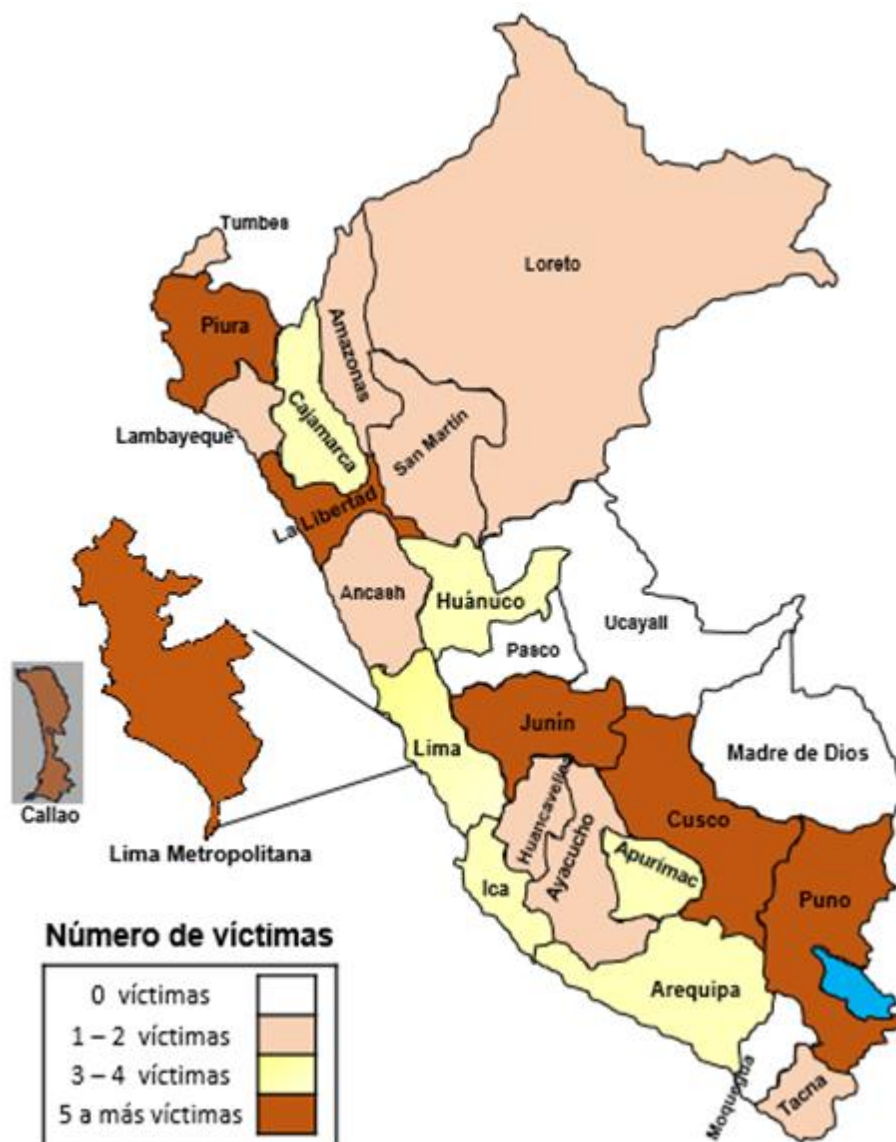 Tumbes
Loreto
Piura
Amazonas
Cajamarca
San Martín
Lambayeque
La Libertad
Ancash
Huánuco
Ucayali
Pasco
Junín
Lima
Madre de Dios
Callao
Huancavelica
Cusco
Lima Metropolitana
Ayacucho
Apurímac
Ica
Puno
Número de víctimas
0 víctimas
1 – 2 víctimas
3 – 4 víctimas
5 a más víctimas
Arequipa
Moquegua
Tacna